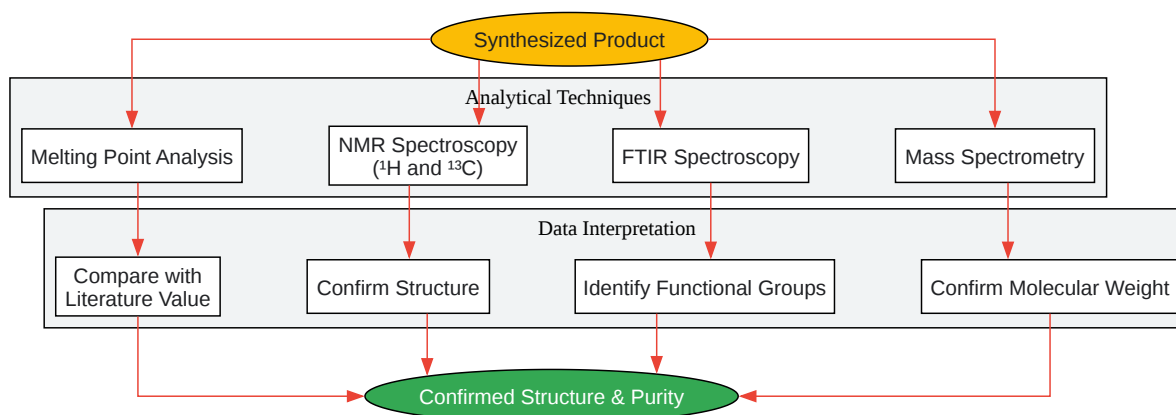 Synthesized Product
Analytical Techniques
Melting Point Analysis
NMR Spectroscopy
(¹H and ¹³C)
FTIR Spectroscopy
Mass Spectrometry
Data Interpretation
Compare with
Literature Value
Confirm Structure
Identify Functional Groups
Confirm Molecular Weight
Confirmed Structure & Purity